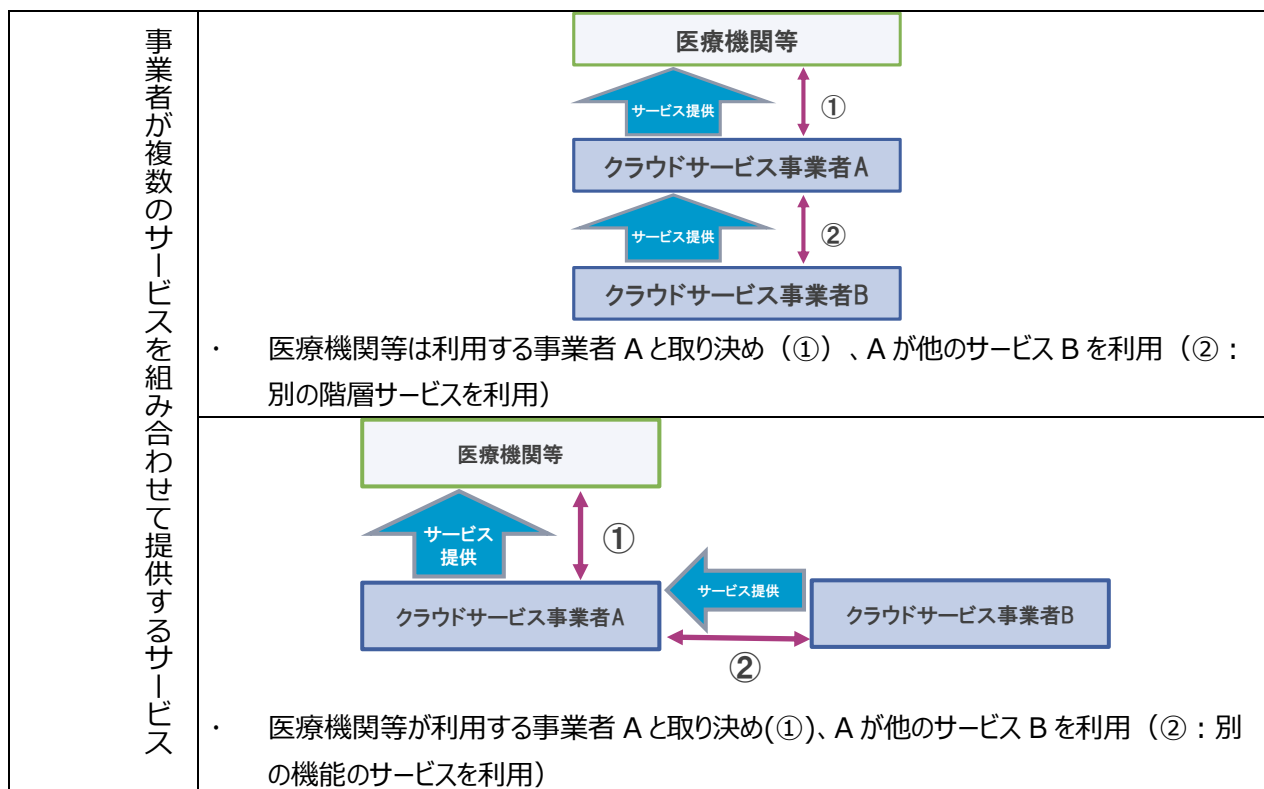 事業者が複数のサービスを組み合わせて提供するサービス
医療機関等
サービス提供
①
クラウドサービス事業者A
サービス提供
②
クラウドサービス事業者B
・ 医療機関等は利用する事業者 A と取り決め（①）、A が他のサービス B を利用（②：
別の階層サービスを利用）
医療機関等
サービス
提供
①
クラウドサービス事業者A
サービス提供
クラウドサービス事業者B
②
・ 医療機関等が利用する事業者 A と取り決め(①)、A が他のサービス B を利用（②：別
の機能のサービスを利用）